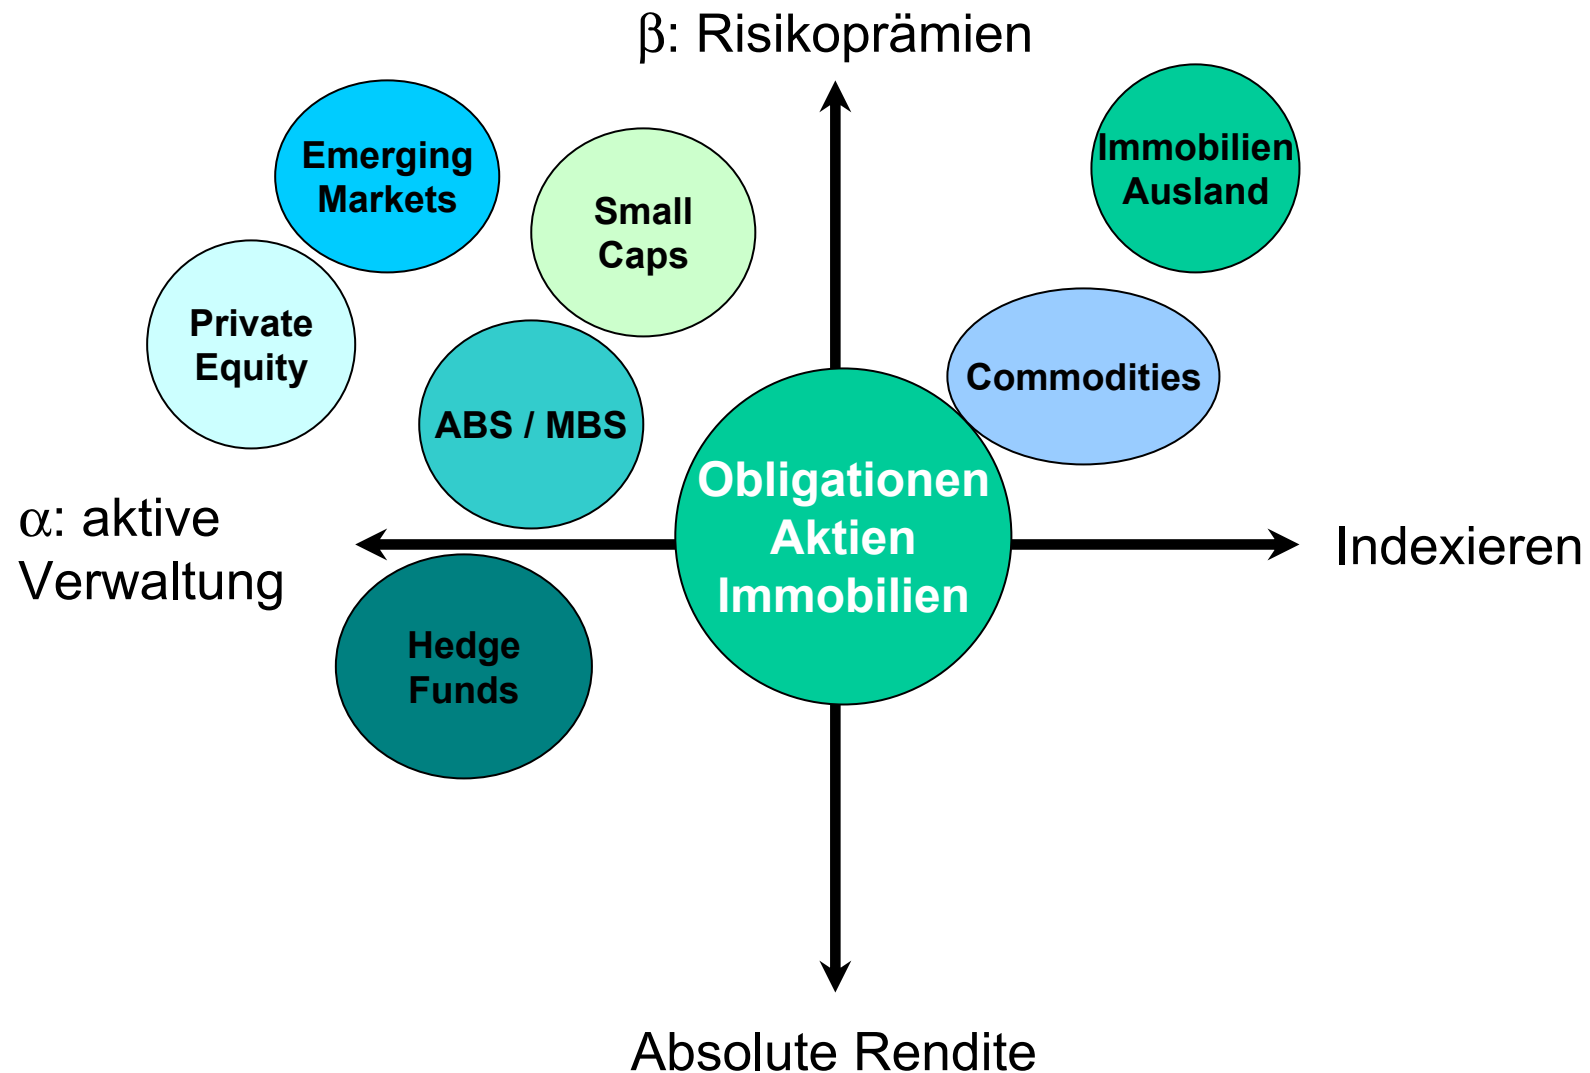 β: Risikoprämien
Emerging
Markets
Small
Caps
Immobilien
Ausland
Private
Equity
ABS / MBS
Commodities
Obligationen
Aktien
Immobilien
α: aktive
Verwaltung
Indexieren
Hedge
Funds
Absolute Rendite